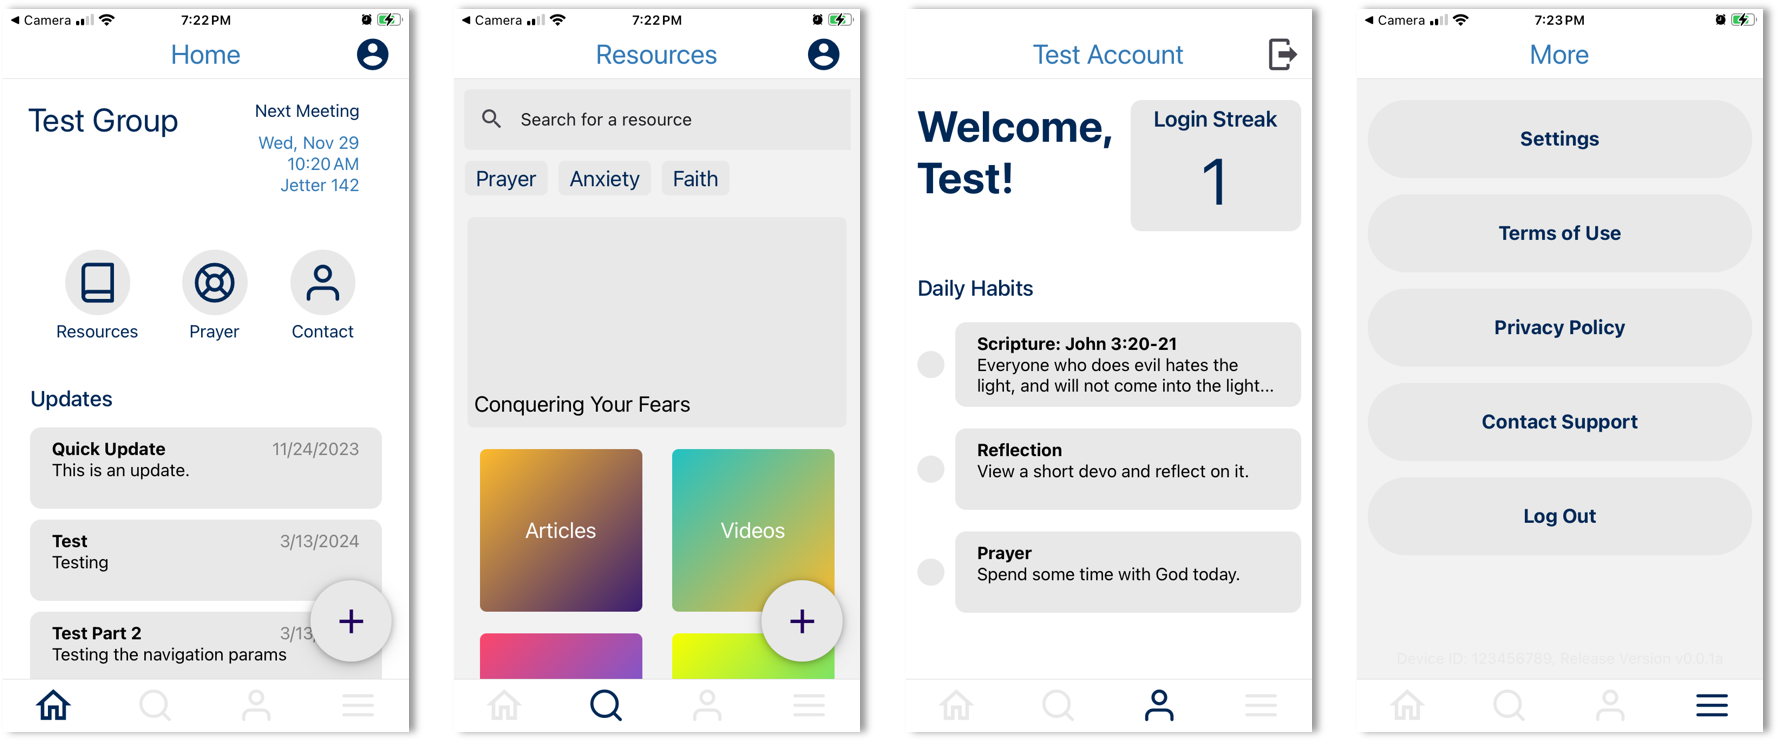 Camera
7:22 PM
Home
Test Group
Next Meeting
Wed, Nov 29
10:20 AM
Jetter 142
Resources
Prayer
Contact
Updates
Quick Update
11/24/2023
This is an update.
Test
3/13/2024
Testing
Test Part 2
3/13
Testing the navigation params
Camera
7:22 PM
Resources
Search for a resource
Prayer
Anxiety
Faith
Conquering Your Fears
Articles
Videos
Test Account
Welcome,
Test!
Login Streak
1
Daily Habits
Scripture: John 3:20-21
Everyone who does evil hates the
light, and will not come into the light...
Reflection
View a short devo and reflect on it.
Prayer
Spend some time with God today.
Camera
7:23 PM
More
Settings
Terms of Use
Privacy Policy
Contact Support
Log Out
Device ID: 123456789, Release Version v0.0.1a